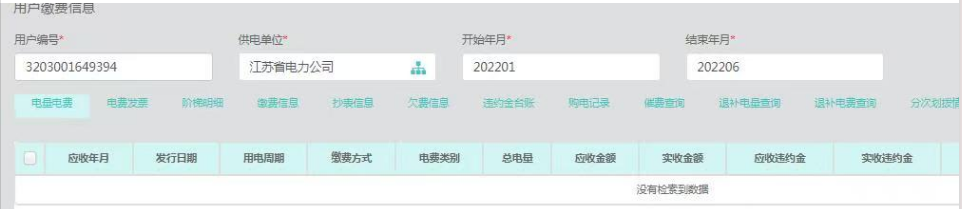 用户缴费信息
用户编号* 供电单位* 开始年月* 结束年月*
3203001649394 江苏省电力公司 202201 202206
电量电费 电费发票 阶梯明细 缴费信息 抄表信息 欠费信息 违约金台账 购电记录 催费查询 退补电量查询 退补电费查询 分次划拨情
应收年月 发行日期 用电周期 缴费方式 电费类别 总电量 应收金额 实收金额 应收违约金 实收违约金
没有检索到数据